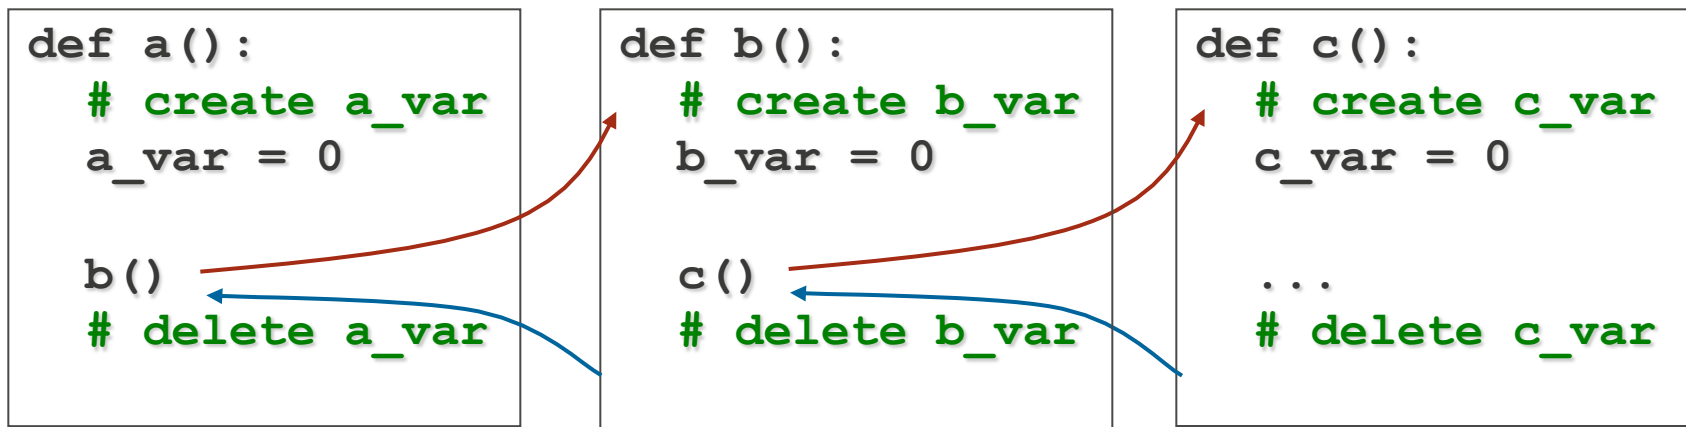 def a():
# create a_var
a_var = 0
b()
# delete a_var
def b():
# create b_var
b_var = 0
c()
# delete b_var
def c():
# create c_var
c_var = 0
...
# delete c_var